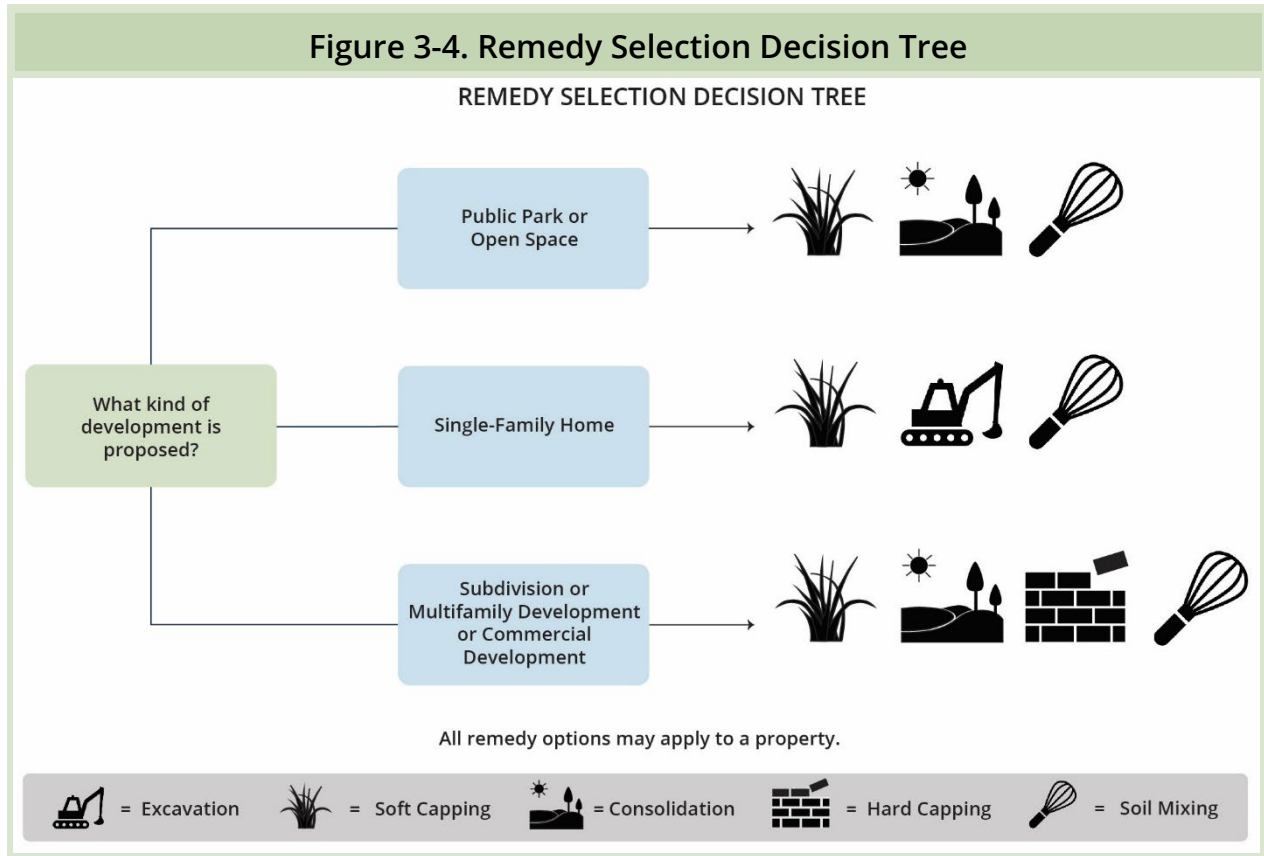 Figure 3-4. Remedy Selection Decision Tree
REMEDY SELECTION DECISION TREE
Public Park or
Open Space
What kind of
development is
proposed?
Single-Family Home
Subdivision or
Multifamily Development
or Commercial
Development
All remedy options may apply to a property.
= Excavation
= Soft Capping
= Consolidation
= Hard Capping
= Soil Mixing